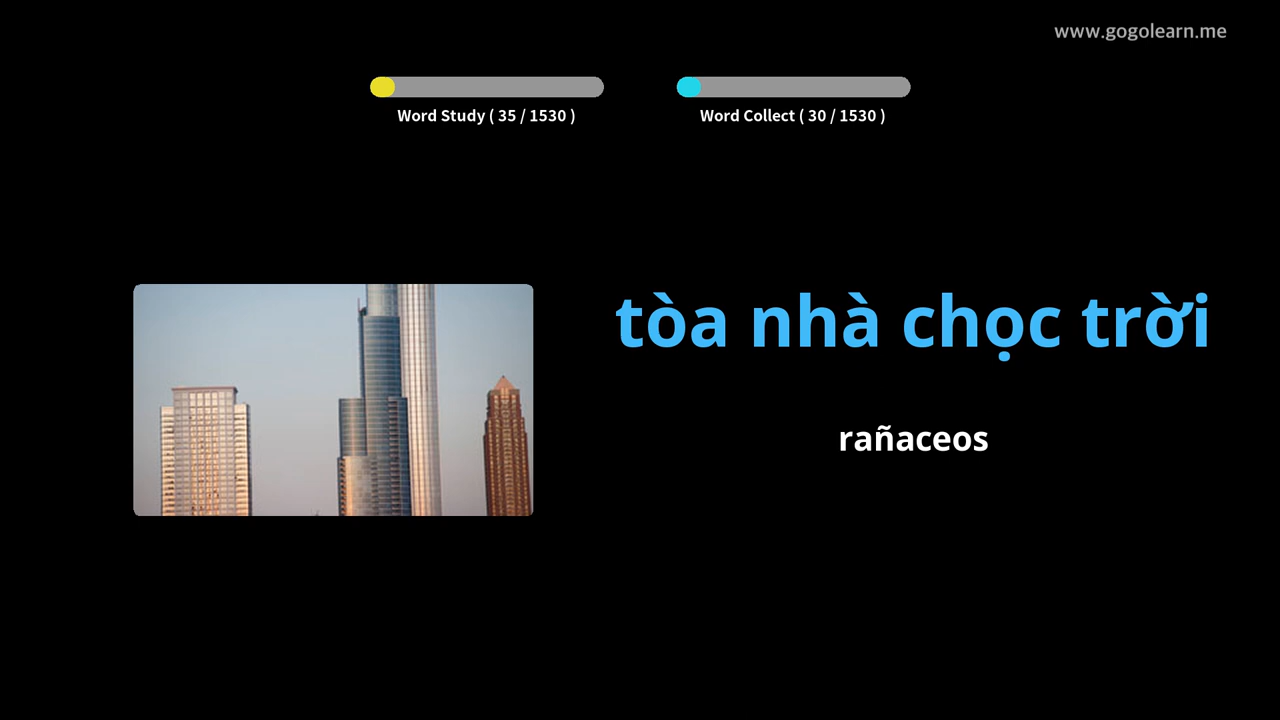 www.gogolearn.me
Word Study ( 35 / 1530 )
Word Collect ( 30 / 1530 )
tòa nhà chọc trời
rañaceos